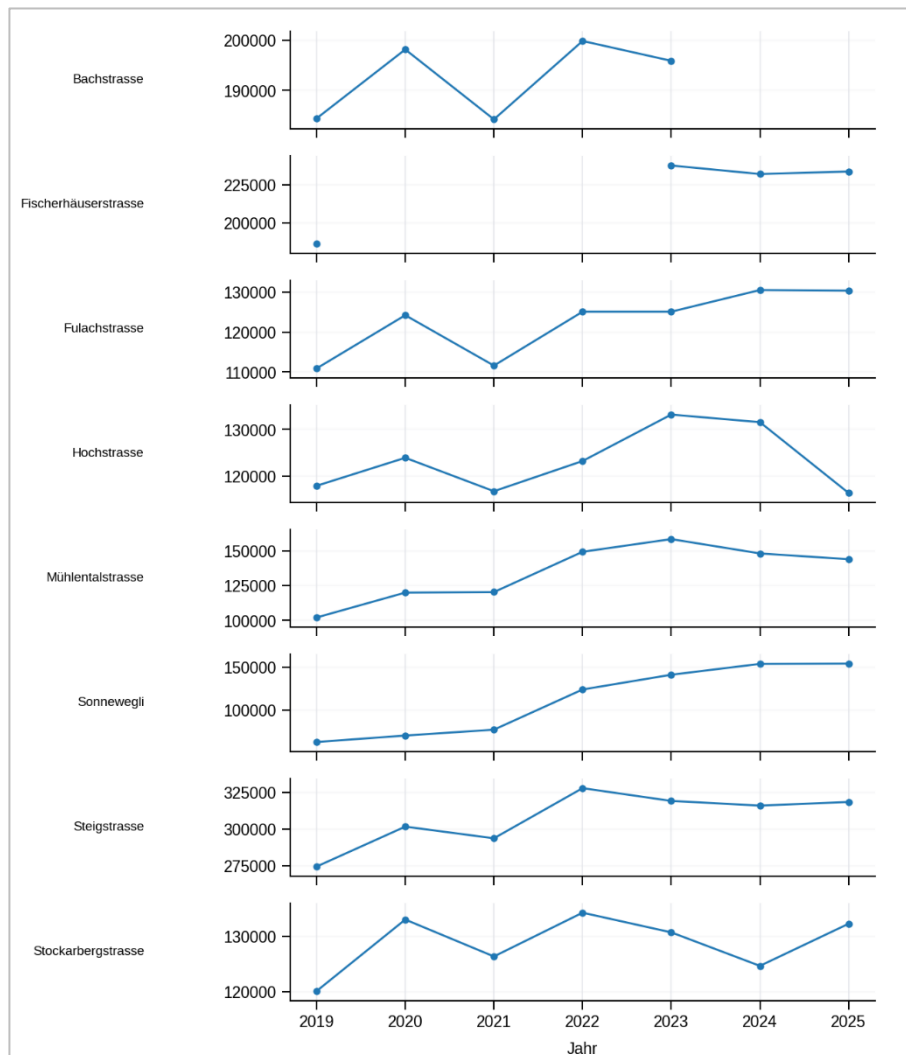 200000
Bachstrasse
190000
225000
Fischerhäuserstrasse
200000
130000
Fulachstrasse
120000
110000
130000
Hochstrasse
120000
150000
Mühlentalstrasse
125000
100000
150000
Sonnewegli
100000
325000
Steigstrasse
300000
275000
130000
Stockarbergstrasse
120000
2019 2020 2021 2022 2023 2024 2025
Jahr